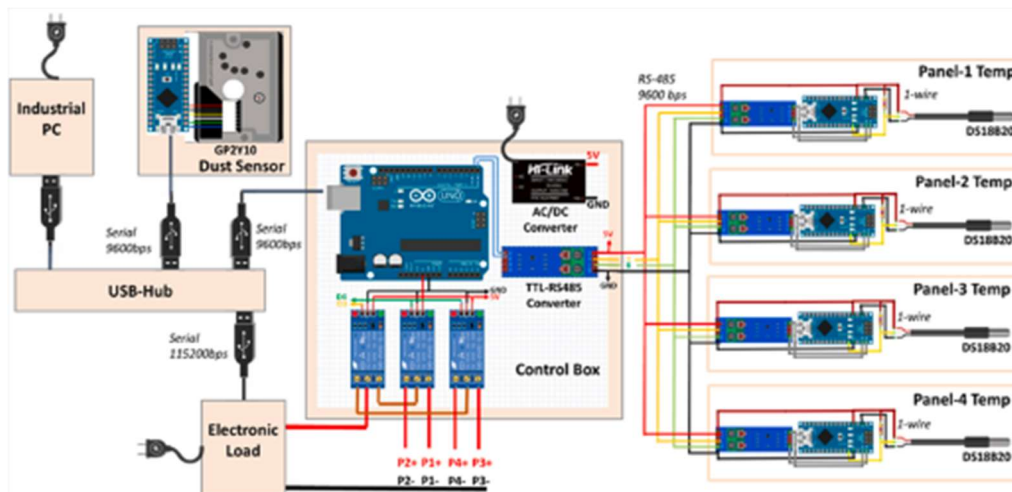 Industrial
PC
GP2Y10
Dust Sensor
Serial
9600bps
Serial
9600bps
USB-Hub
Serial
115200bps
Electronic
Load
UNO
Hi-Link
5V
GND
AC/DC
Converter
5V
GND
TTL-RS485
Converter
GND
5V
Control Box
P2+ P1+ P4+ P3+
P2- P1- P4- P3-
RS-485
9600 bps
Panel-1 Temp
1-wire
DS18B20
Panel-2 Temp
1-wire
DS18B20
Panel-3 Temp
1-wire
DS18B20
Panel-4 Temp
1-wire
DS18B20